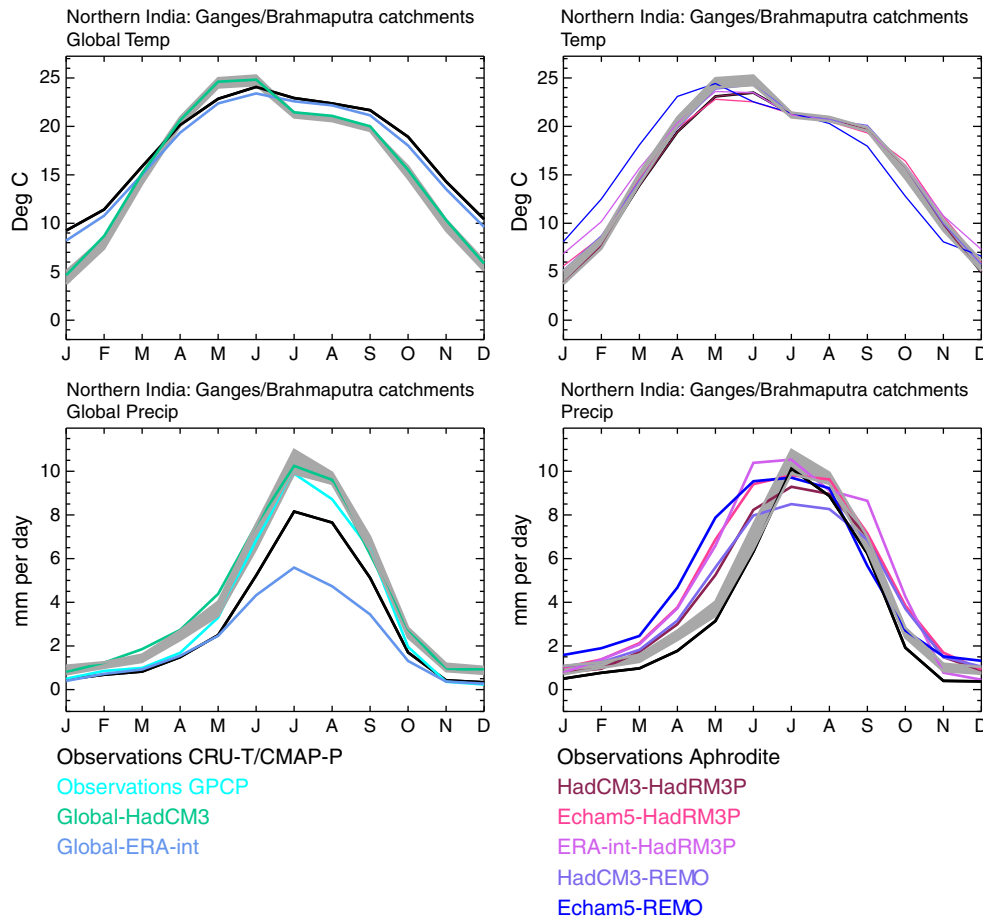 Northern India: Ganges/Brahmaputra catchments
Global Temp
Deg C
25
20
15
10
5
0
J F M A M J J A S O N D
Northern India: Ganges/Brahmaputra catchments
Temp
Deg C
25
20
15
10
5
0
J F M A M J J A S O N D
Northern India: Ganges/Brahmaputra catchments
Global Precip
mm per day
10
8
6
4
2
0
J F M A M J J A S O N D
Northern India: Ganges/Brahmaputra catchments
Precip
mm per day
10
8
6
4
2
0
J F M A M J J A S O N D
Observations CRU-T/CMAP-P
Observations GPCP
Global-HadCM3
Global-ERA-int
Observations Aphrodite
HadCM3-HadRM3P
Echam5-HadRM3P
ERA-int-HadRM3P
HadCM3-REMO
Echam5-REMO